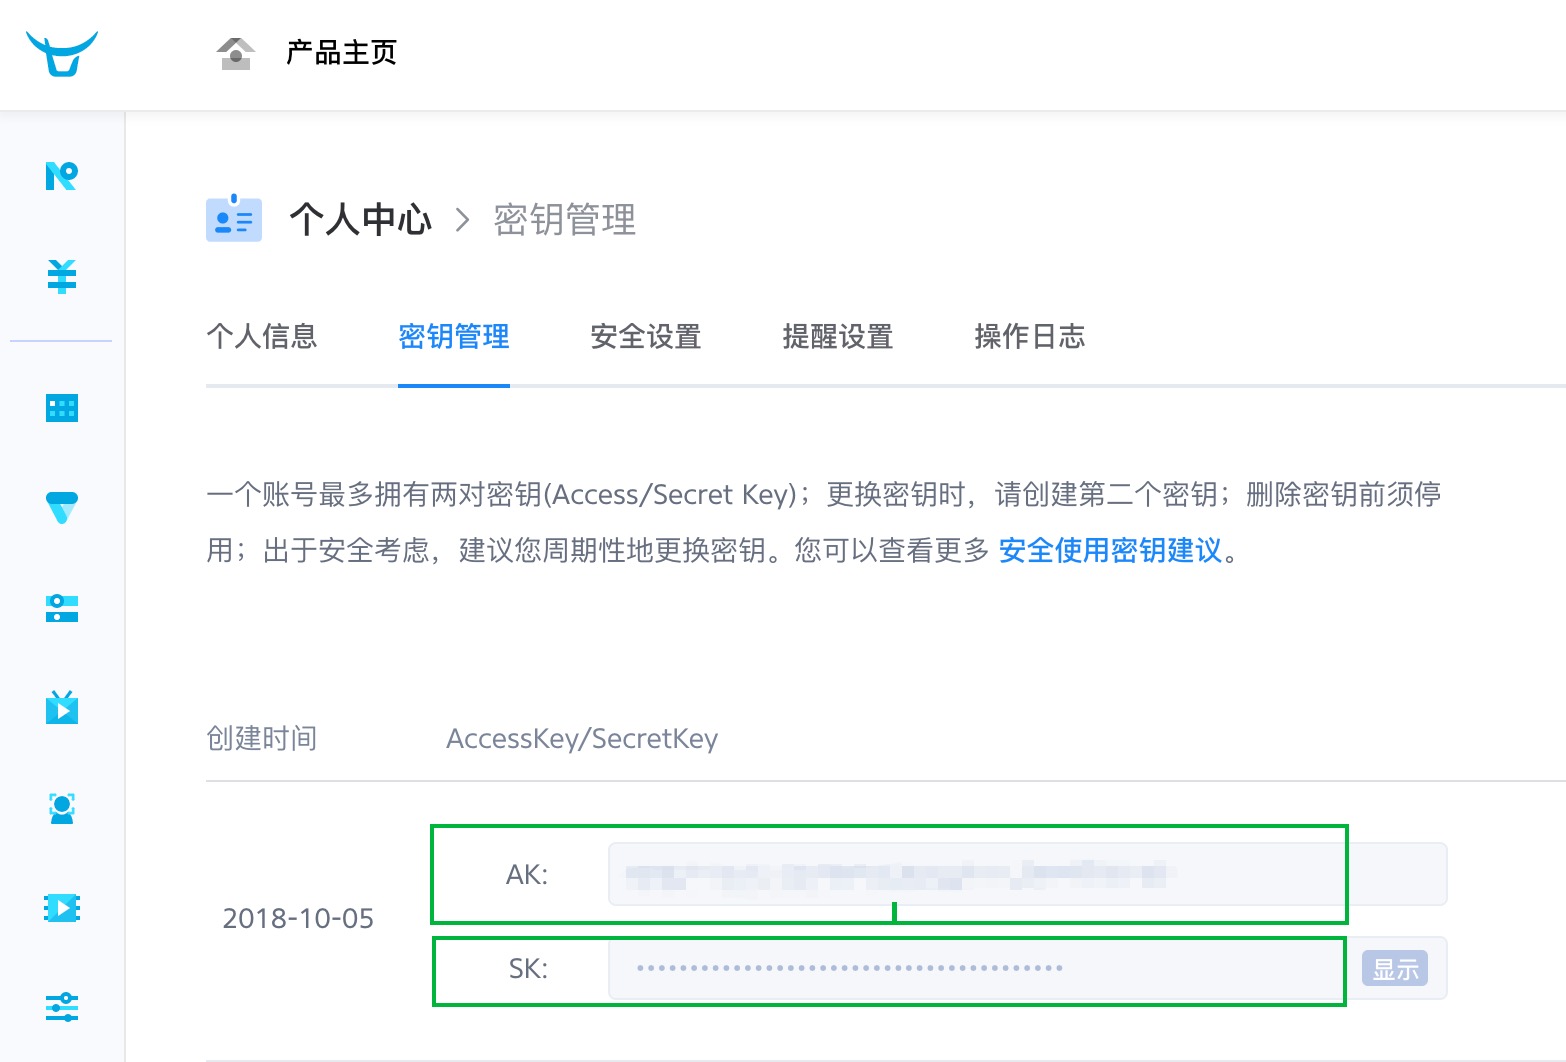 产品主页
个人中心 > 密钥管理
个人信息 密钥管理 安全设置 提醒设置 操作日志
一个账号最多拥有两对密钥(Access/Secret Key)；更换密钥时，请创建第二个密钥；删除密钥前须停
用；出于安全考虑，建议您周期性地更换密钥。您可以查看更多 安全使用密钥建议。
创建时间 AccessKey/SecretKey
AK:
2018-10-05
SK: 显示